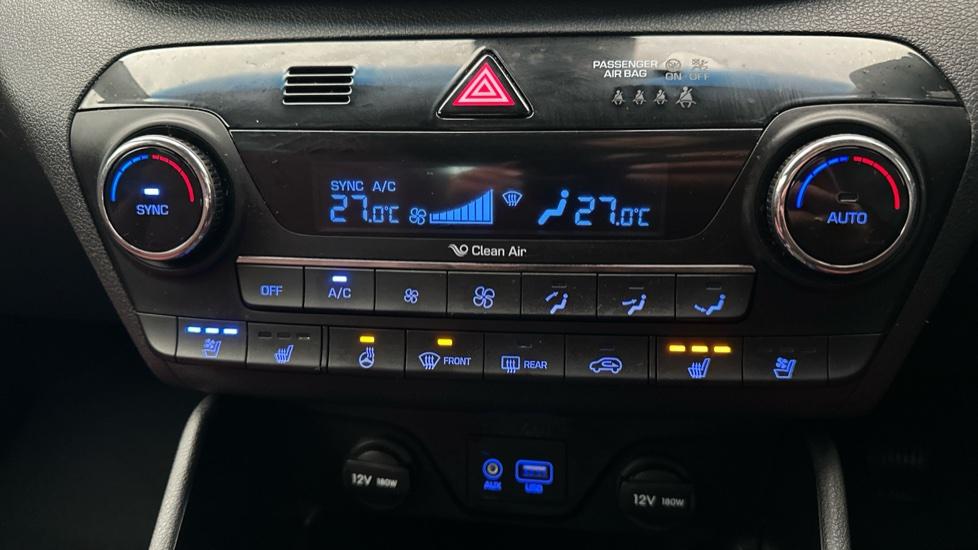 PASSENGER
AIR BAG ON OFF
SYNC A/C
27.0°C 27.0°C
SYNC
AUTO
Clean Air
OFF A/C
FRONT REAR
12V 180W AUX USB 12V 180W